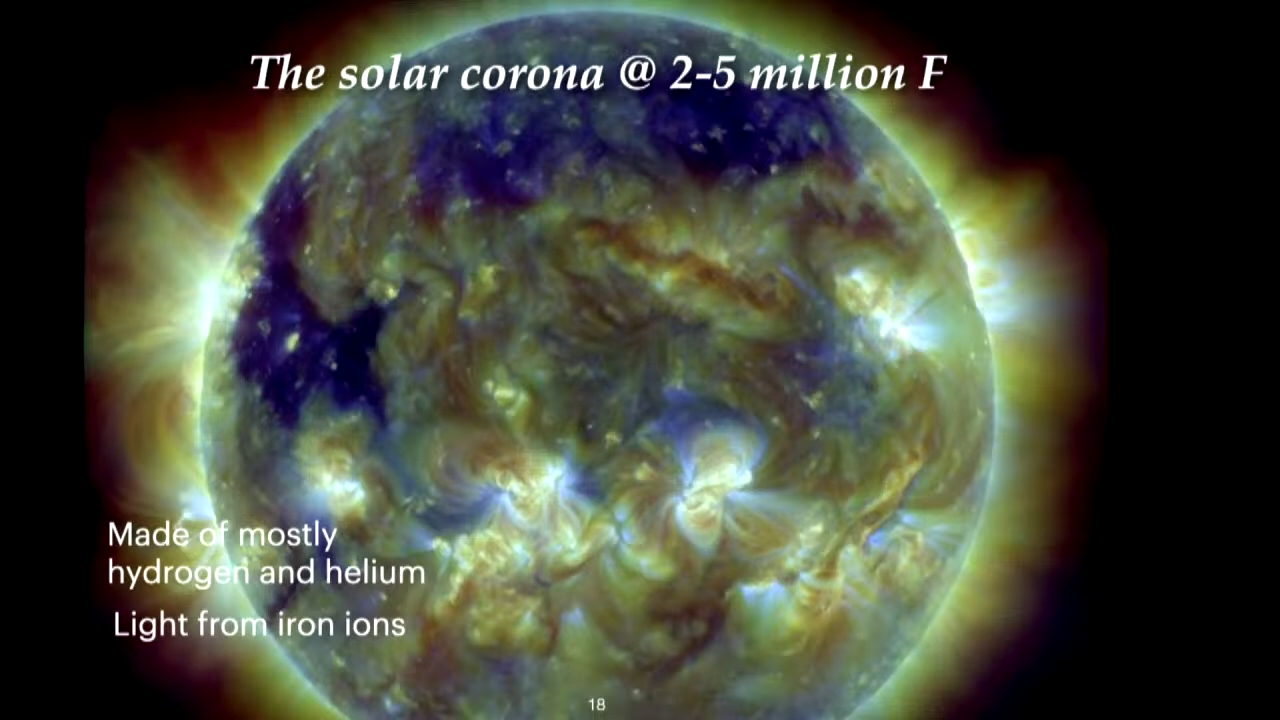 The solar corona @ 2-5 million F
Made of mostly
hydrogen and helium
Light from iron ions
18